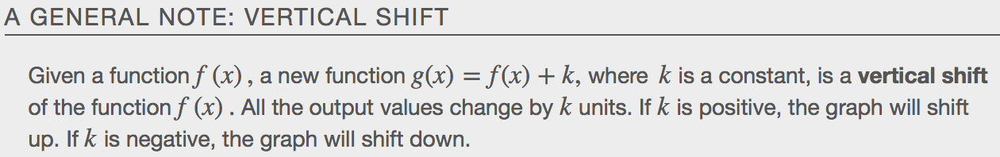 A GENERAL NOTE: VERTICAL SHIFT
Given a function f (x) , a new function g(x) = f(x) + k, where k is a constant, is a vertical shift
of the function f (x) . All the output values change by k units. If k is positive, the graph will shift
up. If k is negative, the graph will shift down.